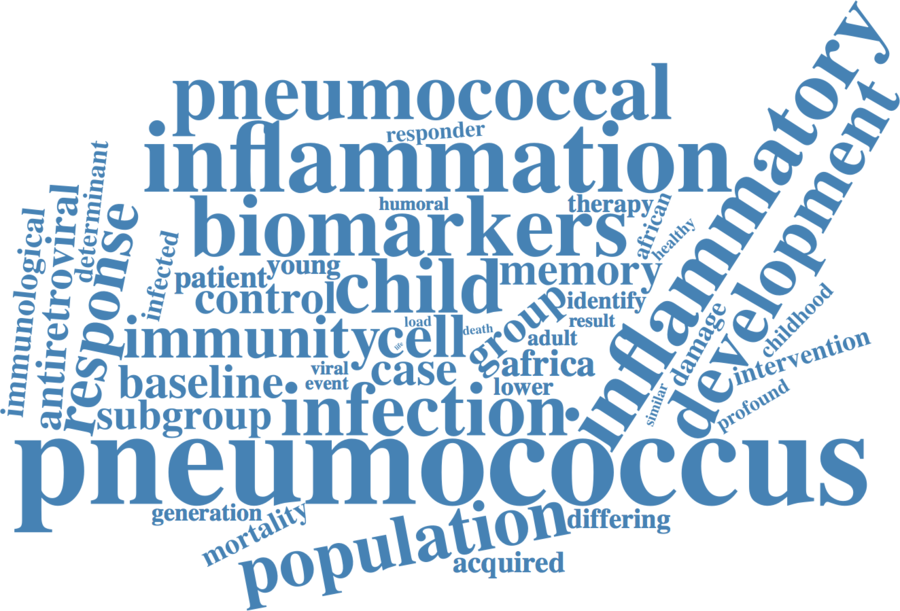 pneumococcal
responder
inflammation
inflammatory
development
biomarkers
humoral
therapy
african
healthy
immunological
antiretroviral
determinant
response
infected
patient
young
control
child
memory
group
identify
result
adult
immunity
cell
load
death
life
africa
damage
childhood
intervention
similar
profound
baseline
viral
event
case
lower
subgroup
infection
pneumococcus
generation
mortality
population
differing
acquired